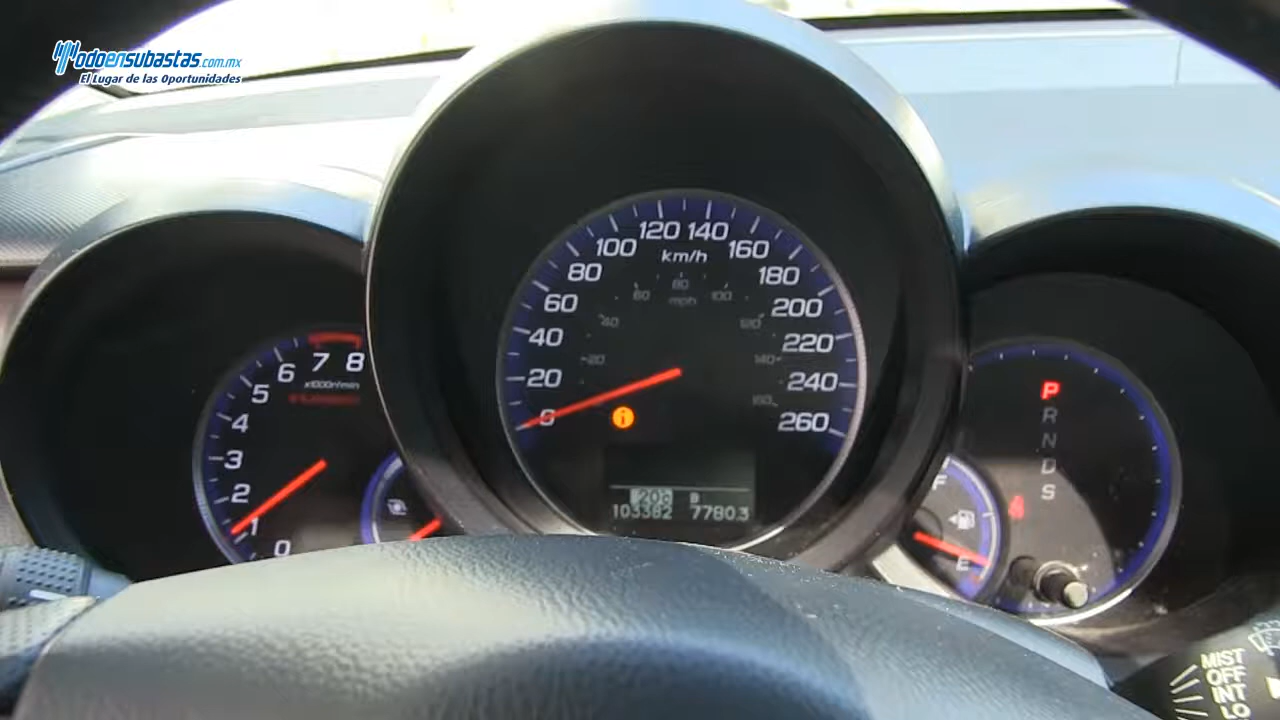 Todoensubastas.com.mx
El Lugar de las Oportunidades
0 1 2 3 4 5 6 7 8
x1000r/min
0 20 40 60 80 100 120 140 160 180 200 220 240 260
km/h
20 40 60 80 100 120 140 160
mph
20°C B
103382 7780.3
P
R
N
D
S
F
E
MIST
OFF
INT
LO